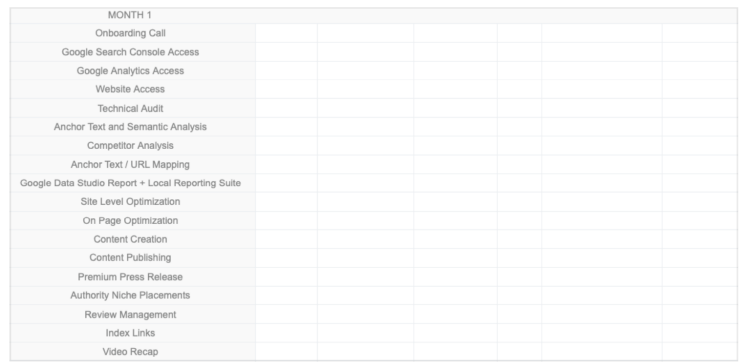 MONTH 1
Onboarding Call
Google Search Console Access
Google Analytics Access
Website Access
Technical Audit
Anchor Text and Semantic Analysis
Competitor Analysis
Anchor Text / URL Mapping
Google Data Studio Report + Local Reporting Suite
Site Level Optimization
On Page Optimization
Content Creation
Content Publishing
Premium Press Release
Authority Niche Placements
Review Management
Index Links
Video Recap